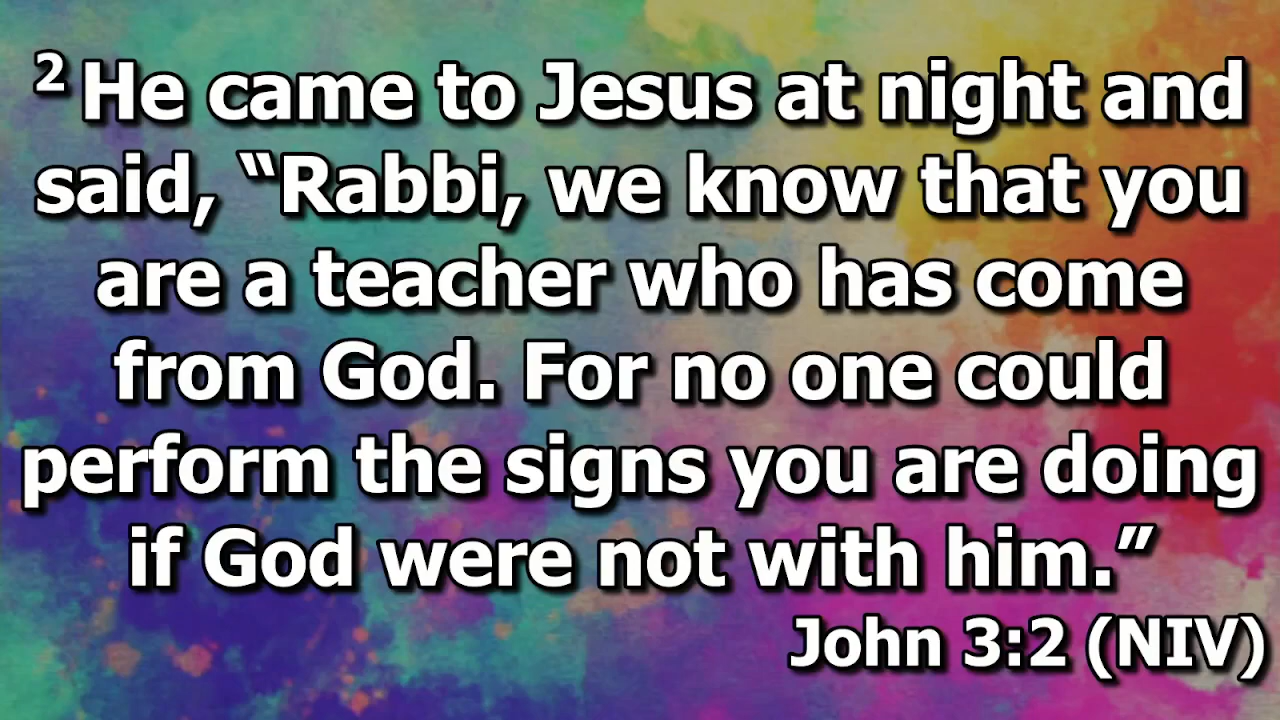 ² He came to Jesus at night and
said, “Rabbi, we know that you
are a teacher who has come
from God. For no one could
perform the signs you are doing
if God were not with him.”
John 3:2 (NIV)